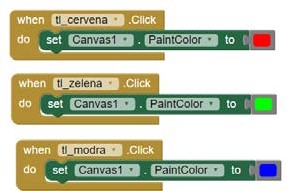 when tl_cervena .Click
do set Canvas1 . PaintColor to
when tl_zelena .Click
do set Canvas1 . PaintColor to
when tl_modra .Click
do set Canvas1 . PaintColor to